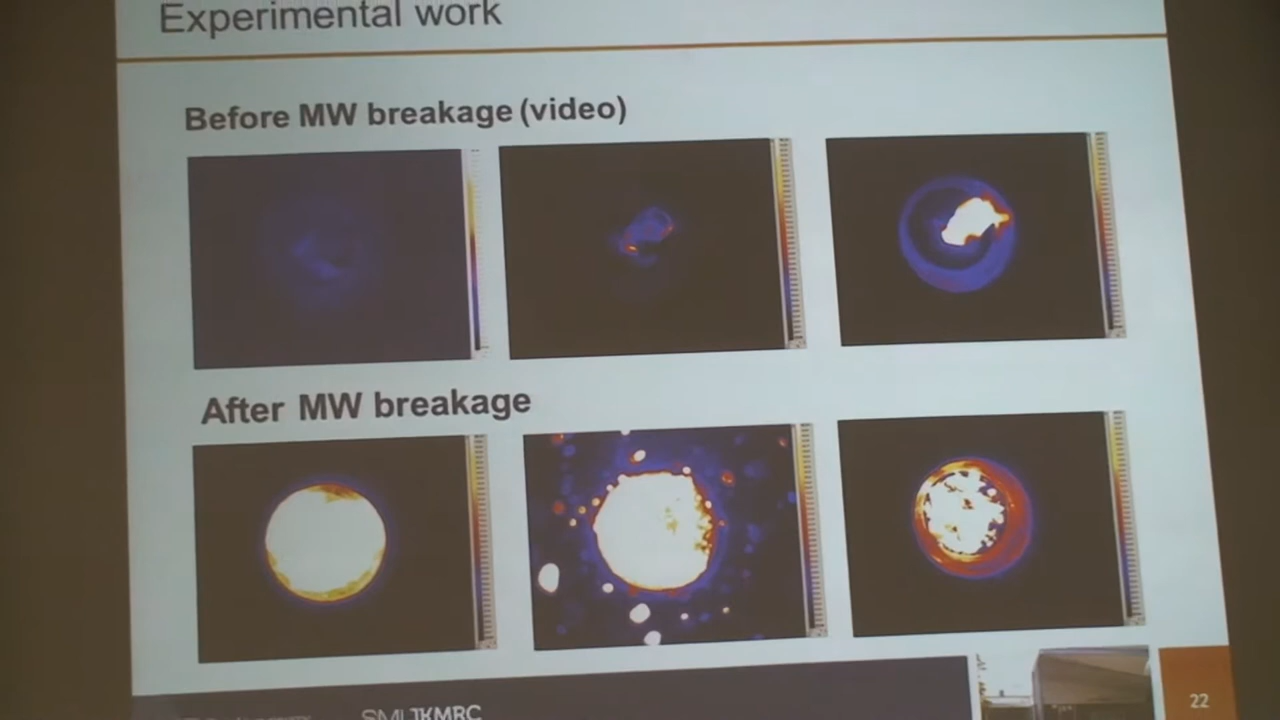 Experimental work
Before MW breakage (video)
After MW breakage
SMI JKMRC
22